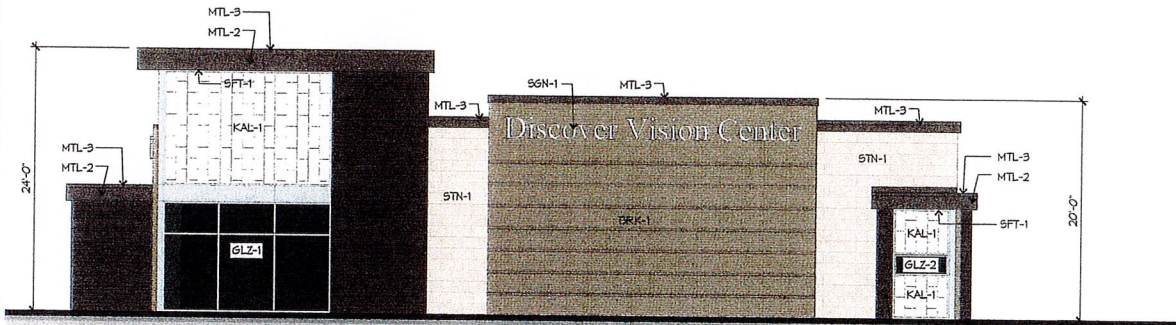 MTL-3
MTL-2
SFT-1
KAL-1
MTL-3
MTL-2
24'-0"
GLZ-1
MTL-3
STN-1
SGN-1
MTL-3
Discover Vision Center
BRK-1
MTL-3
STN-1
MTL-3
MTL-2
SFT-1
KAL-1
GLZ-2
KAL-1
20'-0"